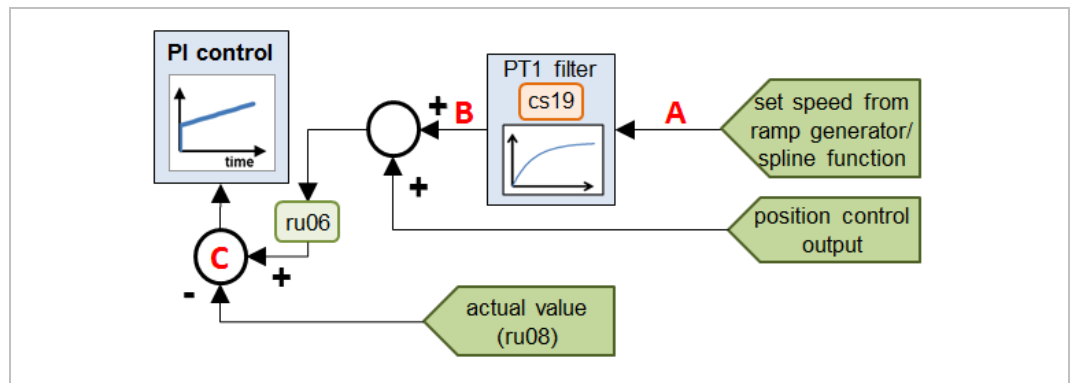 PI control
time
PT1 filter
cs19
+
B
A
set speed from
ramp generator/
spline function
+
ru06
position control
output
C
+
-
actual value
(ru08)